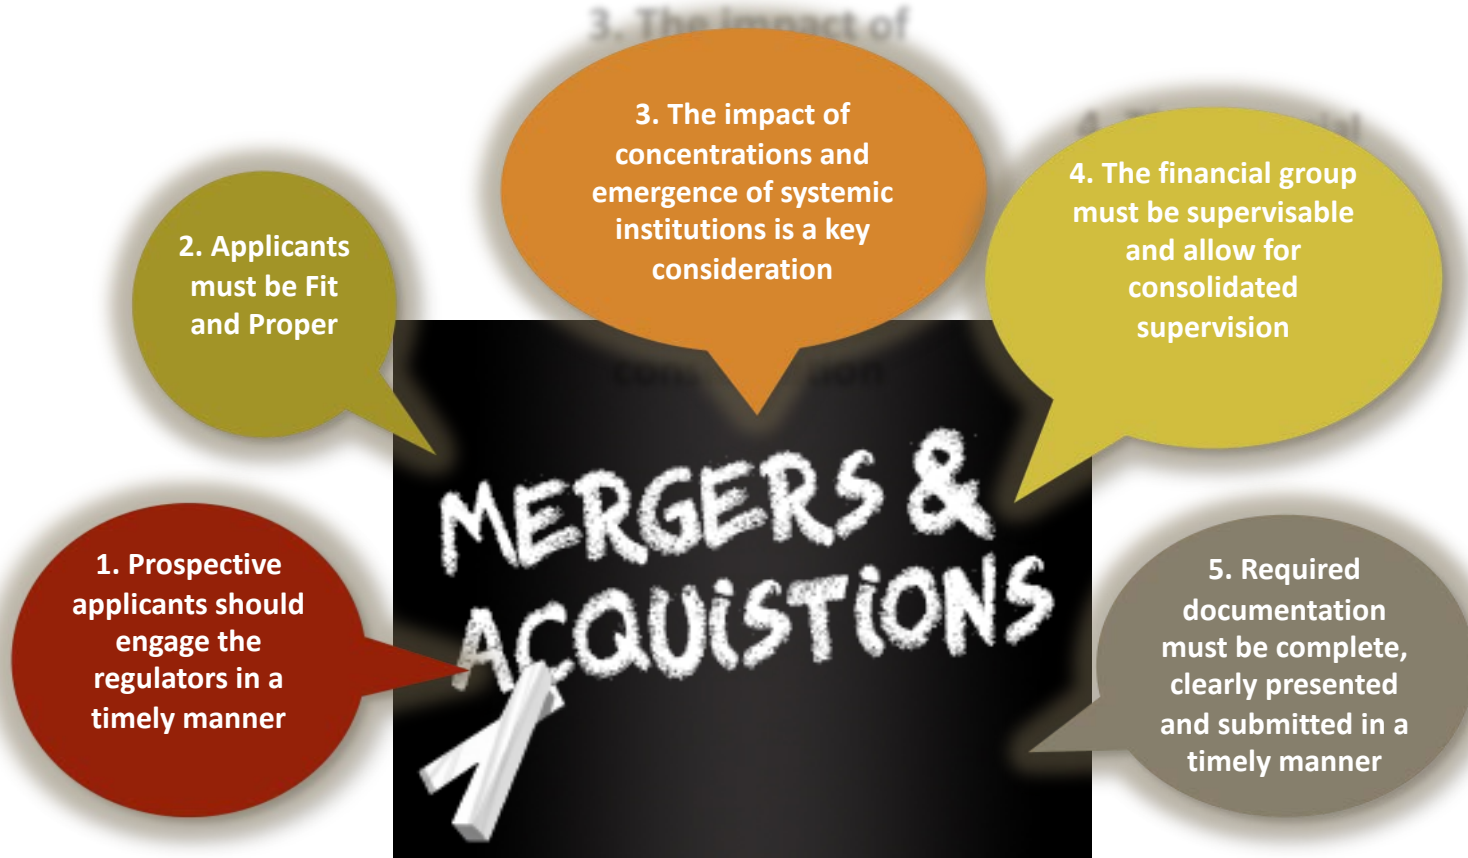 1. Prospective
applicants should
engage the
regulators in a
timely manner
2. Applicants
must be Fit
and Proper
3. The impact of
3. The impact of
concentrations and
emergence of systemic
institutions is a key
consideration
4. The financial group
must be supervisable
and allow for
consolidated
supervision
5. Required
documentation
must be complete,
clearly presented
and submitted in a
timely manner
MERGERS &
ACQUISTIONS